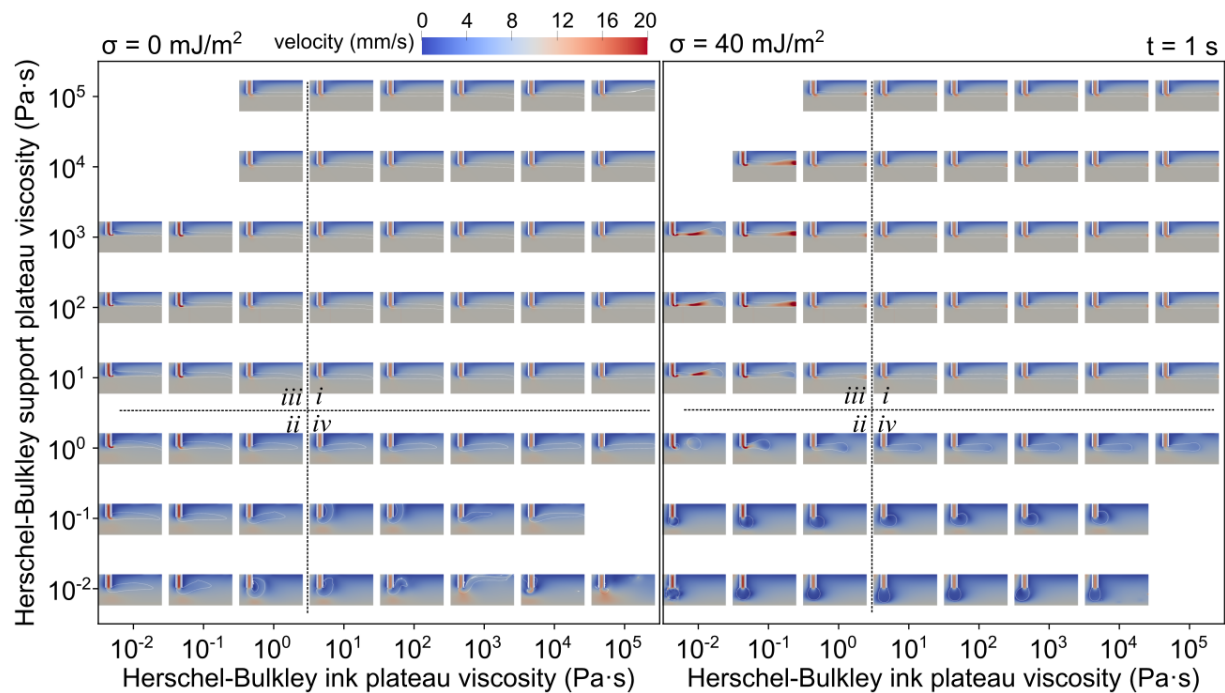 σ = 0 mJ/m²
velocity (mm/s)
0 4 8 12 16 20
σ = 40 mJ/m²
t = 1 s
Herschel-Bulkley support plateau viscosity (Pa·s)
10⁵
10⁴
10³
10²
10¹
10⁰
10⁻¹
10⁻²
iii i
ii iv
iii i
ii iv
10⁻² 10⁻¹ 10⁰ 10¹ 10² 10³ 10⁴ 10⁵
10⁻² 10⁻¹ 10⁰ 10¹ 10² 10³ 10⁴ 10⁵
Herschel-Bulkley ink plateau viscosity (Pa·s)
Herschel-Bulkley ink plateau viscosity (Pa·s)